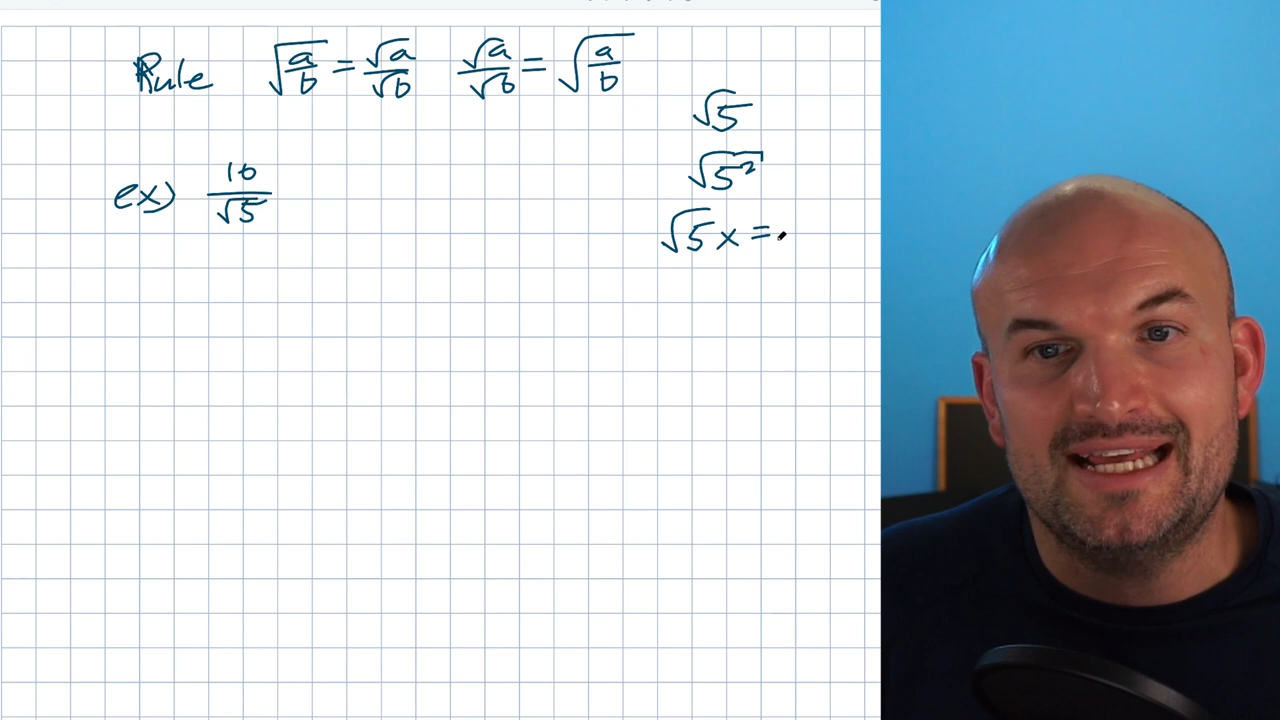 Rule √(a/b) = √a/√b √a/√b = √(a/b)
√5
√5²
ex) 10/√5
√5 x =